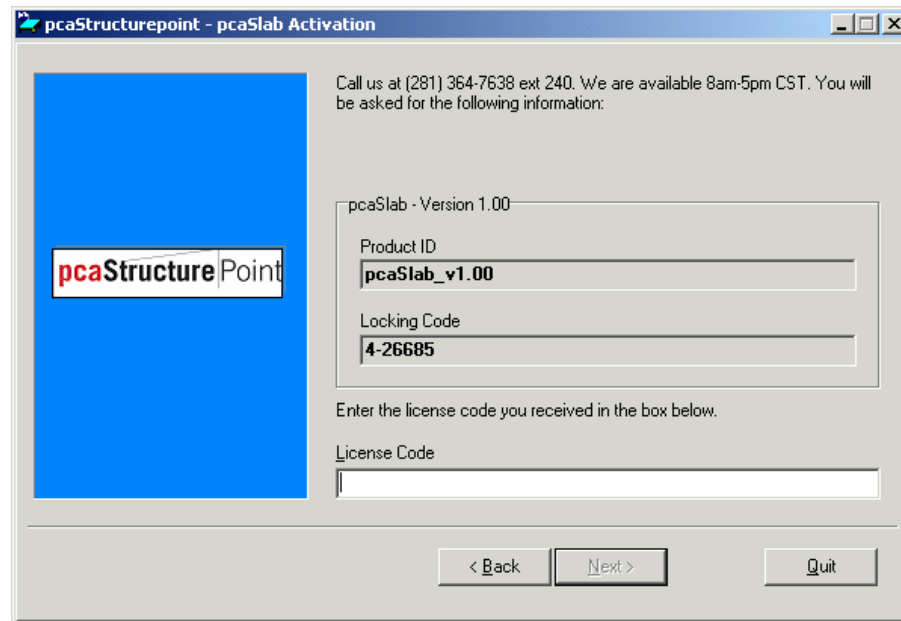 pcaStructurepoint - pcaSlab Activation
Call us at (281) 364-7638 ext 240. We are available 8am-5pm CST. You will
be asked for the following information:
pcaStructurePoint
pcaSlab - Version 1.00
Product ID
pcaSlab_v1.00
Locking Code
4-26685
Enter the license code you received in the box below.
License Code
< Back
Next >
Quit